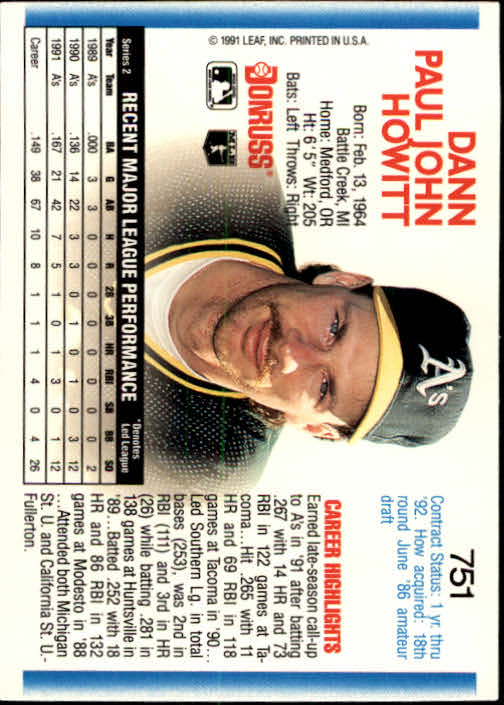 DANN
PAUL JOHN
HOWITT
Born: Feb. 13, 1964
Battle Creek, MI
Home: Medford, OR
Ht: 6'5" Wt: 205
Bats: Left Throws: Right
DONRUSS®
© 1991 LEAF, INC. PRINTED IN U.S.A.
A's
751
Contract Status: 1 yr. thru
'92. How acquired: 18th
round June '86 amateur
draft
CAREER HIGHLIGHTS
Earned late-season call-up
to A's in '91 after batting
.267 with 14 HR and 73
RBI in 122 games at Ta-
coma...Hit .265 with 11
HR and 69 RBI in 118
games at Tacoma in '90...
Led Southern Lg. in total
bases (253), was 2nd in
RBI (111) and 3rd in HR
(26) while batting .281 in
138 games at Huntsville in
'89...Batted .252 with 18
HR and 86 RBI in 132
games at Modesto in '88
...Attended both Michigan
St. U. and California St. U.-
Fullerton.
Series 2 RECENT MAJOR LEAGUE PERFORMANCE *Denotes
Led League
Year Team BA G AB H R 2B 3B HR RBI SB BB SO
1989 A's .000 3 3 0 0 0 0 0 0 0 0 2
1990 A's .136 14 22 3 3 0 1 0 1 0 3 12
1991 A's .167 21 42 7 5 1 0 1 3 0 1 12
Career .149 38 67 10 8 1 1 1 4 0 4 26